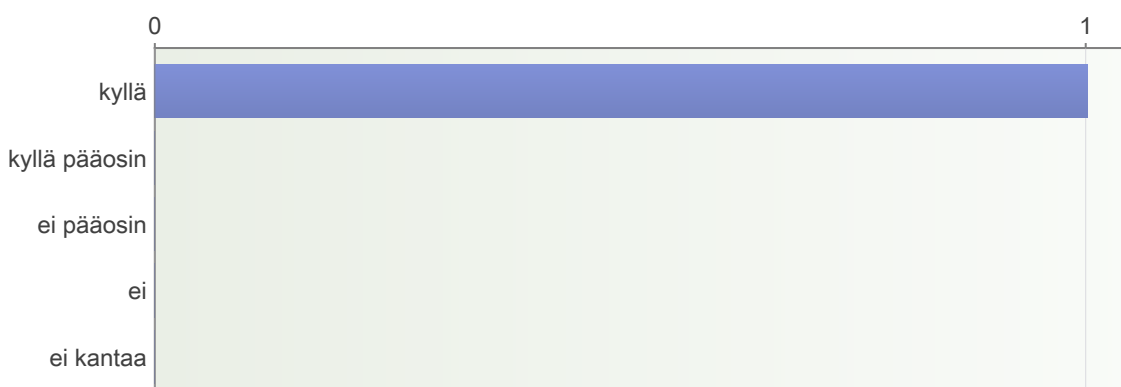 0 1
kyllä
kyllä pääosin
ei pääosin
ei
ei kantaa